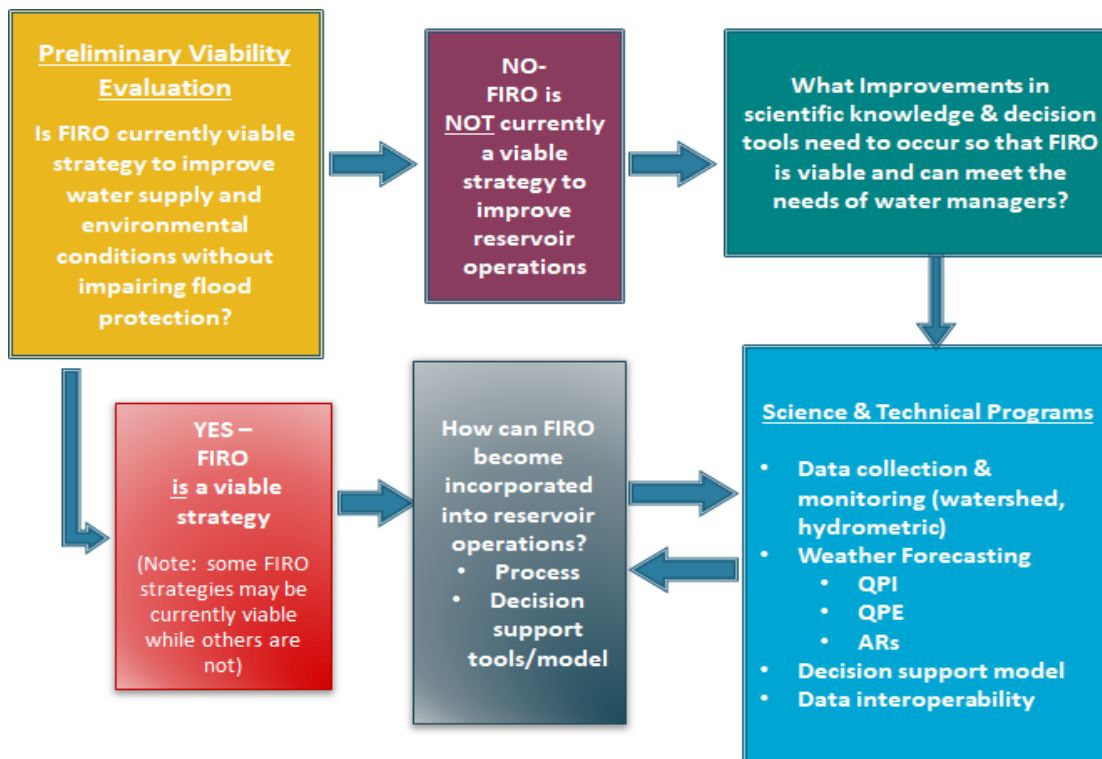 Preliminary Viability
Evaluation
Is FIRO currently viable
strategy to improve
water supply and
environmental
conditions without
impairing flood
protection?
NO-
FIRO is
NOT currently
a viable
strategy to
improve
reservoir
operations
What Improvements in
scientific knowledge & decision
tools need to occur so that FIRO
is viable and can meet the
needs of water managers?
YES –
FIRO
is a viable
strategy
(Note: some FIRO
strategies may be
currently viable
while others are
not)
How can FIRO
become
incorporated
into reservoir
operations?
• Process
• Decision
support
tools/model
Science & Technical Programs
• Data collection &
monitoring (watershed,
hydrometric)
• Weather Forecasting
• QPI
• QPE
• ARs
• Decision support model
• Data interoperability